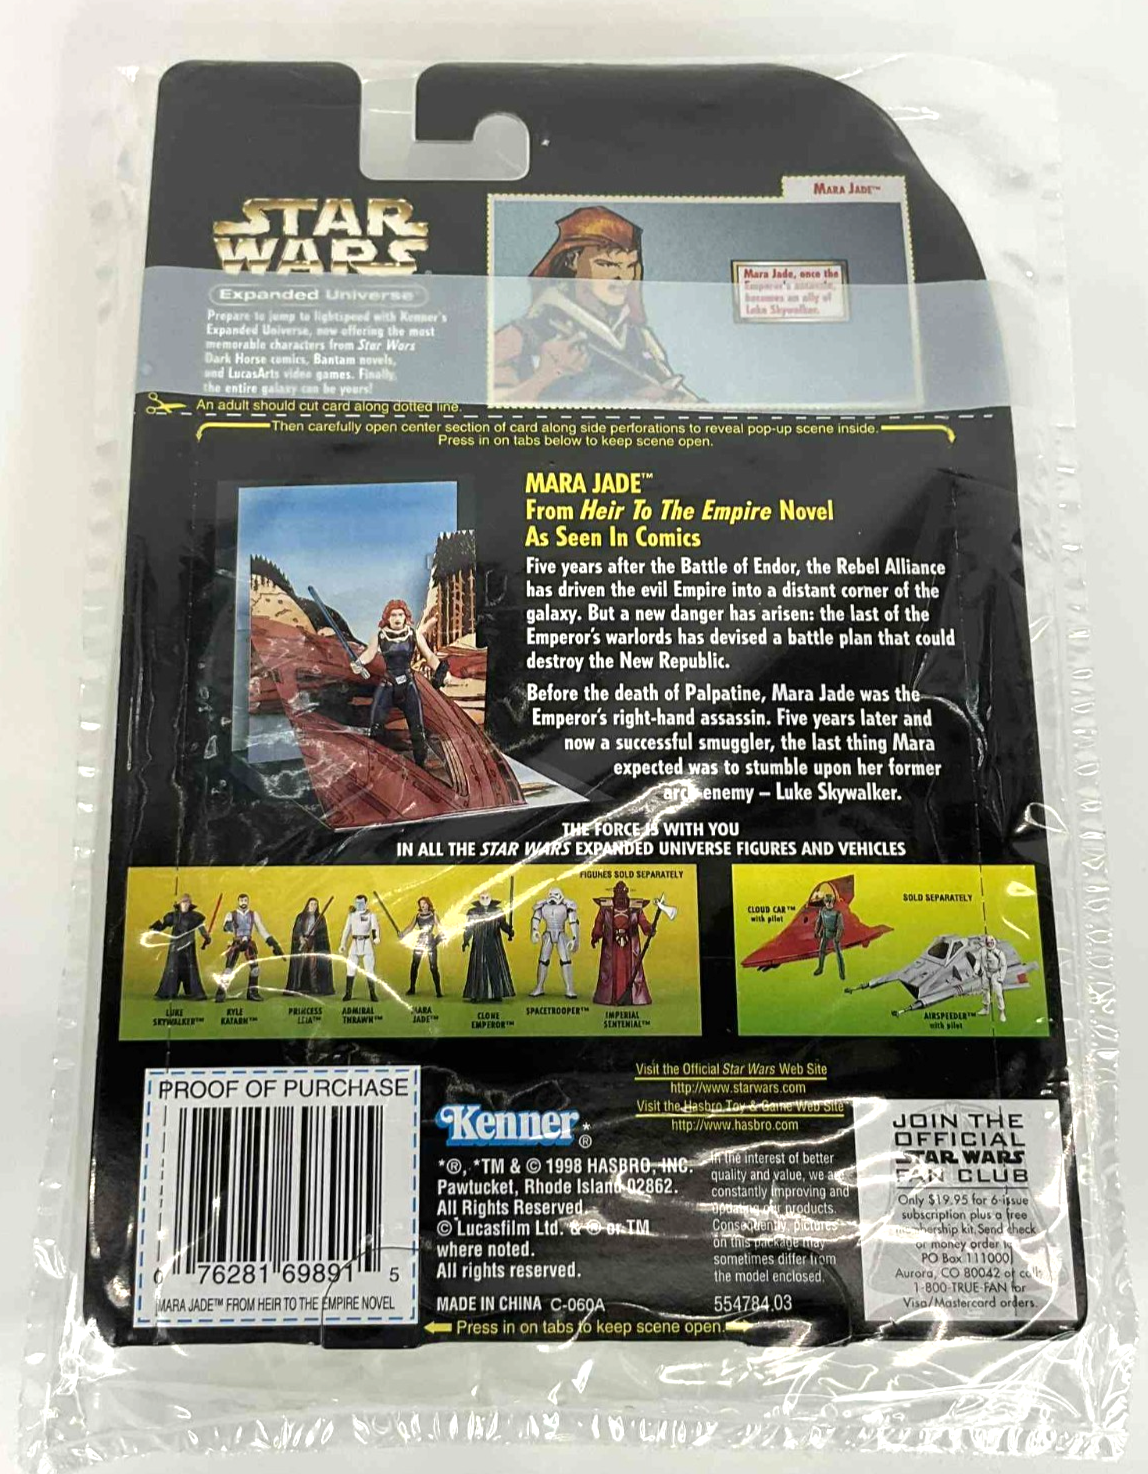 STAR
WARS
Expanded Universe
Prepare to jump to lightspeed with Kenner's
Expanded Universe, now offering the most
memorable characters from Star Wars
Dark Horse comics, Bantam novels,
and LucasArts video games. Finally,
the entire galaxy can be yours!
MARA JADE™
Mara Jade, once the
Emperor's assassin,
becomes an ally of
Luke Skywalker.
An adult should cut card along dotted line.
Then carefully open center section of card along side perforations to reveal pop-up scene inside.
Press in on tabs below to keep scene open.
MARA JADE™
From Heir To The Empire Novel
As Seen In Comics
Five years after the Battle of Endor, the Rebel Alliance
has driven the evil Empire into a distant corner of the
galaxy. But a new danger has arisen: the last of the
Emperor's warlords has devised a battle plan that could
destroy the New Republic.
Before the death of Palpatine, Mara Jade was the
Emperor's right-hand assassin. Five years later and
now a successful smuggler, the last thing Mara
expected was to stumble upon her former
arch-enemy – Luke Skywalker.
THE FORCE IS WITH YOU
IN ALL THE STAR WARS EXPANDED UNIVERSE FIGURES AND VEHICLES
FIGURES SOLD SEPARATELY
LUKE
SKYWALKER™
KYLE
KATARN™
PRINCESS
LEIA™
ADMIRAL
THRAWN™
MARA
JADE™
CLONE
EMPEROR™
SPACETROOPER™
IMPERIAL
SENTINEL™
SOLD SEPARATELY
CLOUD CAR™
with pilot
AIRSPEEDER™
with pilot
PROOF OF PURCHASE
0 76281 69891 5
MARA JADE™ FROM HEIR TO THE EMPIRE NOVEL
Kenner*®
*®, *TM & © 1998 HASBRO, INC.
Pawtucket, Rhode Island 02862.
All Rights Reserved.
© Lucasfilm Ltd. & ® or TM
where noted.
All rights reserved.
MADE IN CHINA C-060A
Visit the Official Star Wars Web Site
http://www.starwars.com
Visit the Hasbro Toy & Game Web Site
http://www.hasbro.com
In the interest of better
quality and value, we are
constantly improving and
updating our products.
Consequently, pictures
on this package may
sometimes differ from
the model enclosed.
554784.03
Press in on tabs to keep scene open.
JOIN THE
OFFICIAL
STAR WARS
FAN CLUB
Only $19.95 for 6-issue
subscription plus a free
membership kit. Send check
or money order to
PO Box 111000,
Aurora, CO 80042 or call
1-800-TRUE-FAN for
Visa/Mastercard orders.